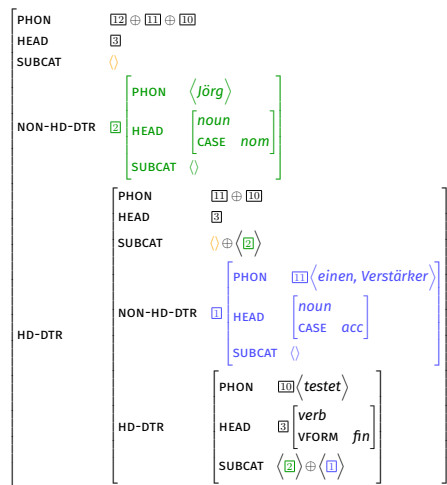 PHON 12 ⊕ 11 ⊕ 10
HEAD 3
SUBCAT ⟨⟩
NON-HD-DTR 2
PHON ⟨Jörg⟩
HEAD noun
CASE nom
SUBCAT ⟨⟩
HD-DTR
PHON 11 ⊕ 10
HEAD 3
SUBCAT ⟨⟩ ⊕ ⟨2⟩
NON-HD-DTR 1
PHON 11 ⟨einen, Verstärker⟩
HEAD noun
CASE acc
SUBCAT ⟨⟩
HD-DTR
PHON 10 ⟨testet⟩
HEAD 3 verb
VFORM fin
SUBCAT ⟨2⟩ ⊕ ⟨1⟩